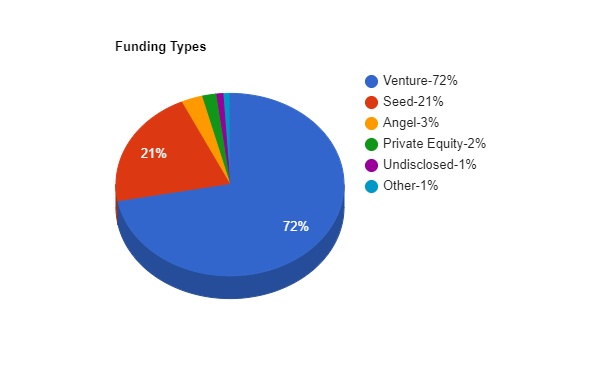 Funding Types
Venture-72%
Seed-21%
Angel-3%
Private Equity-2%
Undisclosed-1%
Other-1%
21%
72%